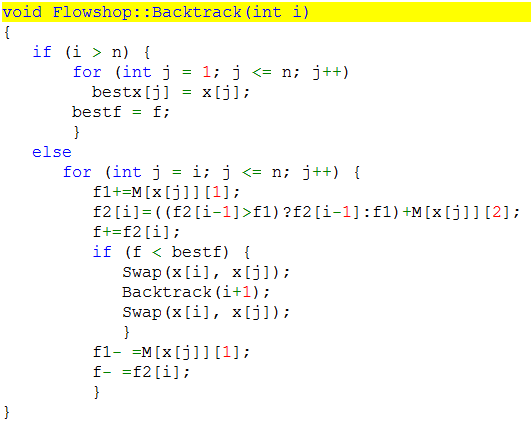 void Flowshop::Backtrack(int i)
{
   if (i > n) {
       for (int j = 1; j <= n; j++)
         bestx[j] = x[j];
       bestf = f;
       }
   else
      for (int j = i; j <= n; j++) {
         f1+=M[x[j]][1];
         f2[i]=((f2[i-1]>f1)?f2[i-1]:f1)+M[x[j]][2];
         f+=f2[i];
         if (f < bestf) {
            Swap(x[i], x[j]);
            Backtrack(i+1);
            Swap(x[i], x[j]);
            }
         f1- =M[x[j]][1];
         f- =f2[i];
         }
}